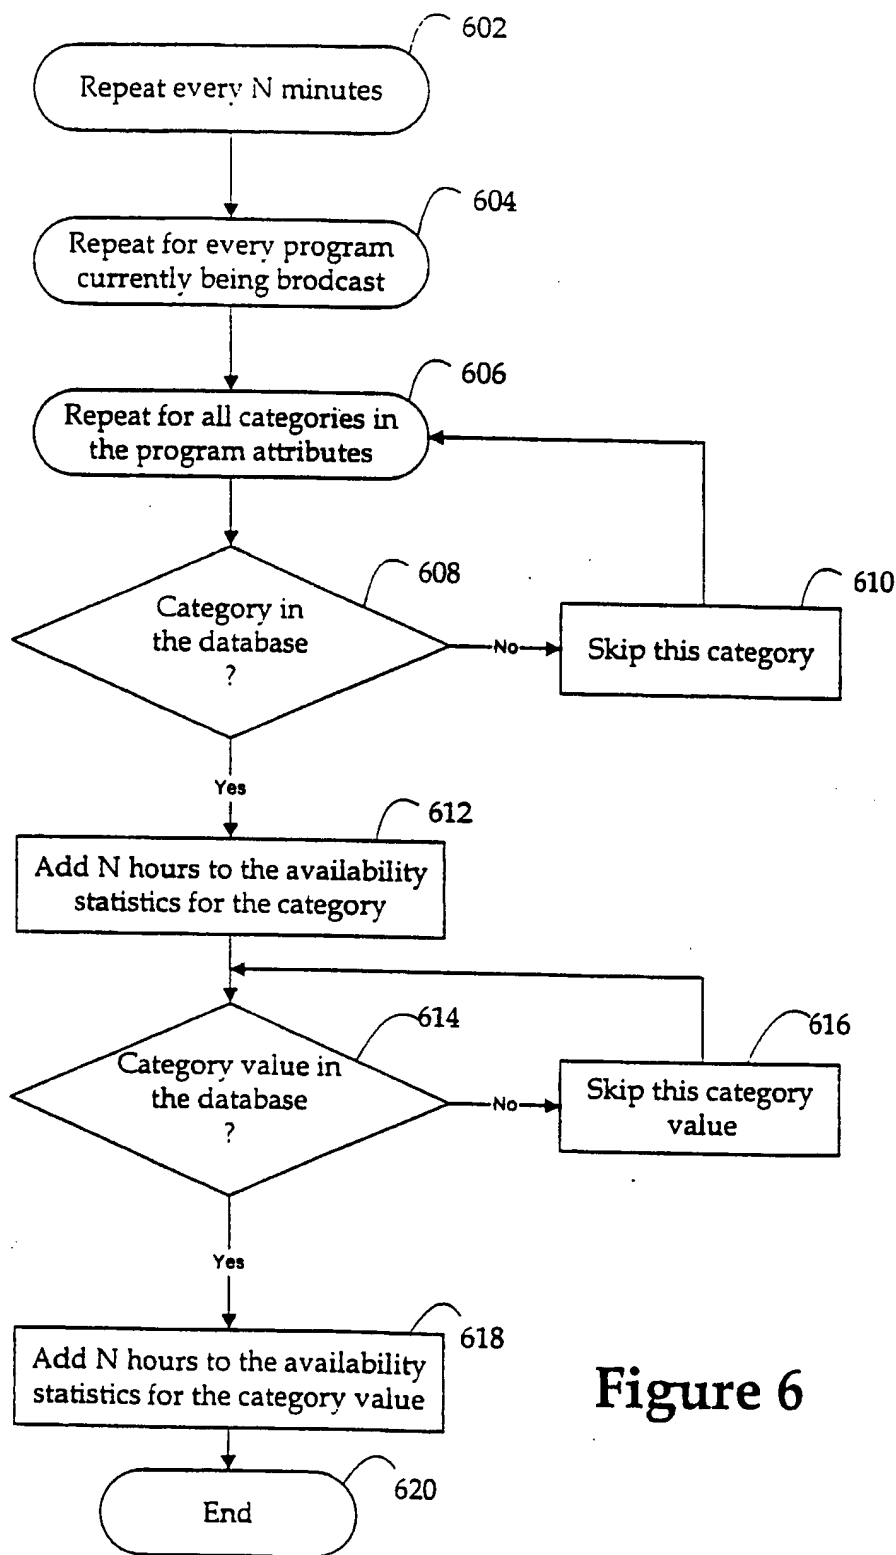 602
Repeat every N minutes
604
Repeat for every program
currently being brodcast
606
Repeat for all categories in
the program attributes
608
Category in
the database
?
No
610
Skip this category
Yes
612
Add N hours to the availability
statistics for the category
614
Category value in
the database
?
No
616
Skip this category
value
Yes
618
Add N hours to the availability
statistics for the category value
Figure 6
620
End